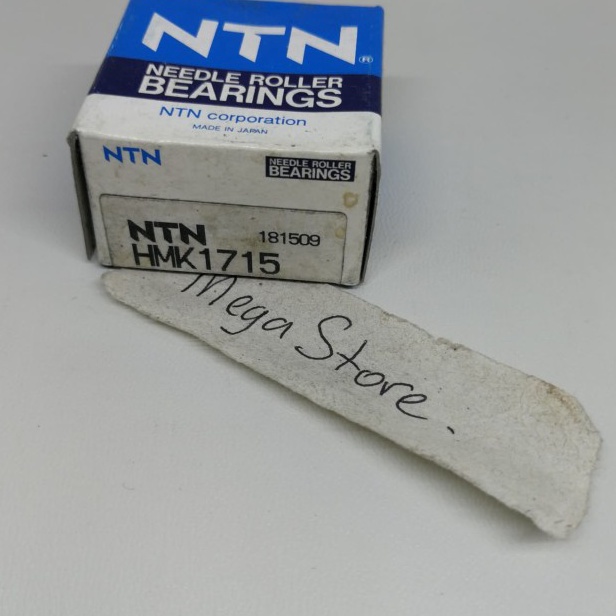 NTN®
NEEDLE ROLLER
BEARINGS
NTN corporation
MADE IN JAPAN
NTN
NEEDLE ROLLER
BEARINGS
NTN 181509
HMK1715
Mega Store.